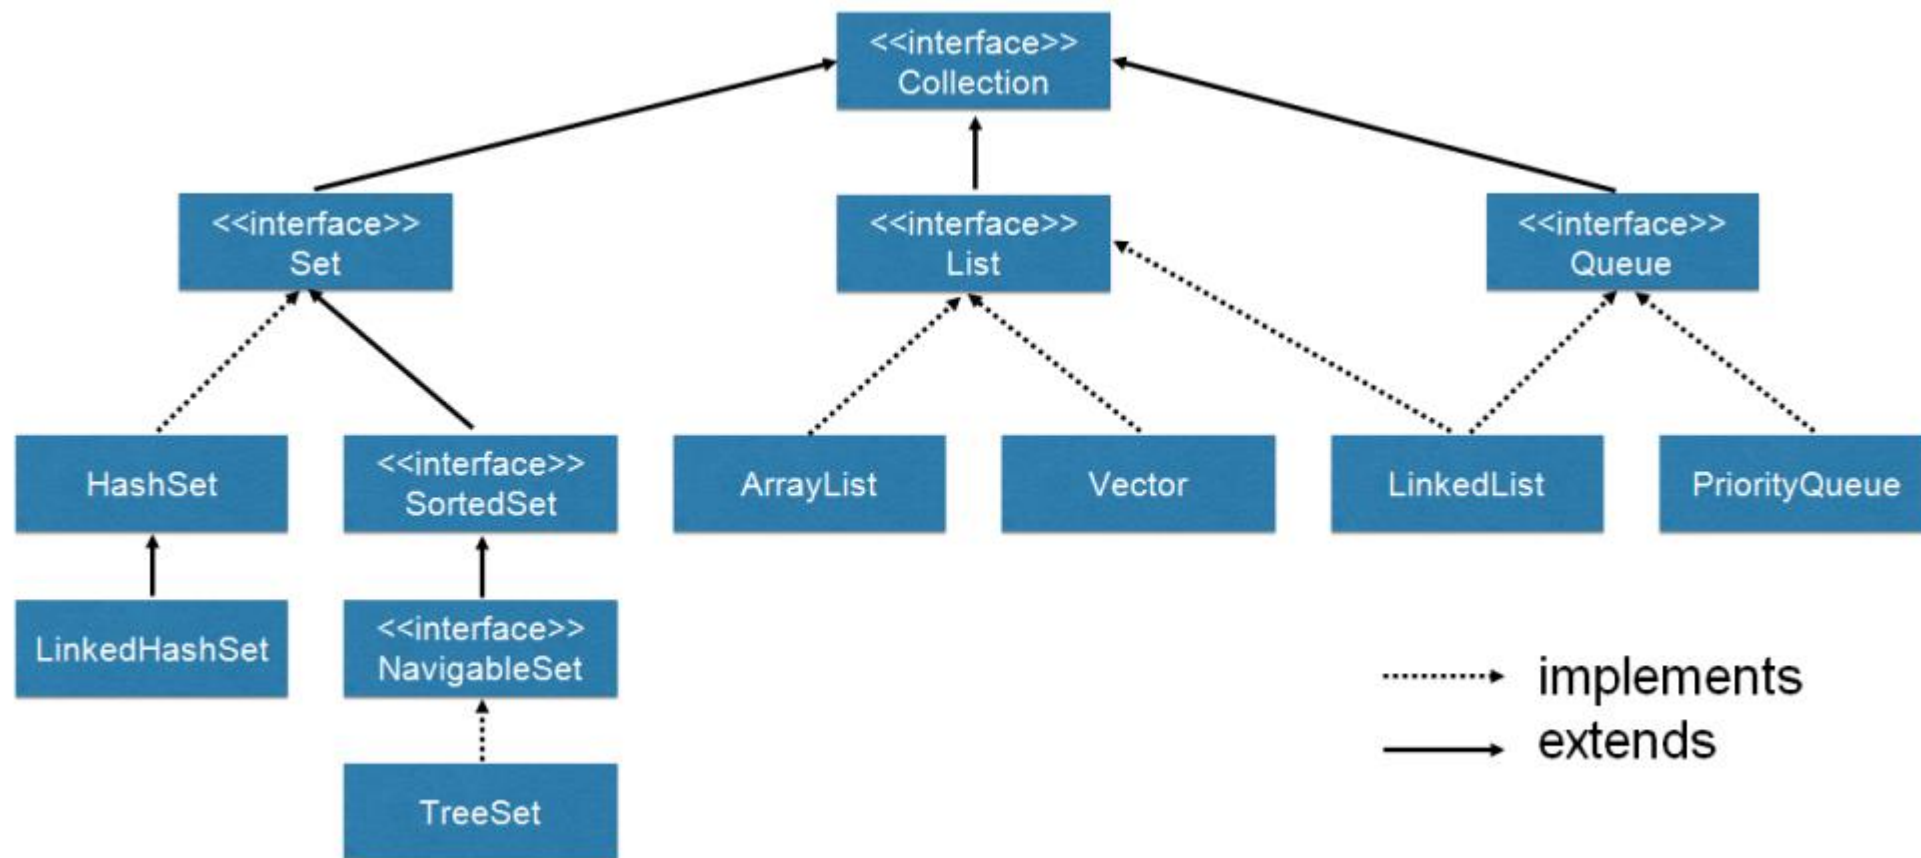 <<interface>>
Collection
<<interface>>
Set
<<interface>>
List
<<interface>>
Queue
HashSet
<<interface>>
SortedSet
ArrayList
Vector
LinkedList
PriorityQueue
LinkedHashSet
<<interface>>
NavigableSet
TreeSet
implements
extends